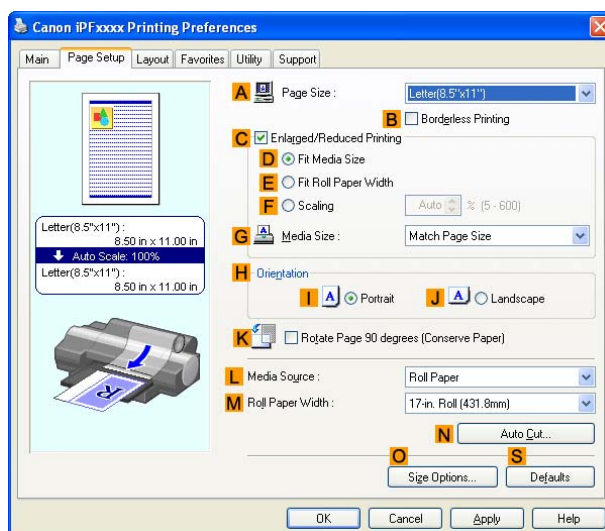 Canon iPFxxxx Printing Preferences
Main Page Setup Layout Favorites Utility Support
A Page Size : Letter(8.5"x11")
B Borderless Printing
C Enlarged/Reduced Printing
D Fit Media Size
E Fit Roll Paper Width
F Scaling Auto % (5 - 600)
G A Media Size : Match Page Size
Letter(8.5"x11") :
8.50 in x 11.00 in
Auto Scale: 100%
Letter(8.5"x11") :
8.50 in x 11.00 in
H Orientation
I A Portrait J A Landscape
K Rotate Page 90 degrees (Conserve Paper)
R
L Media Source : Roll Paper
M Roll Paper Width : 17-in. Roll (431.8mm)
N Auto Cut...
O S
Size Options... Defaults
OK Cancel Apply Help